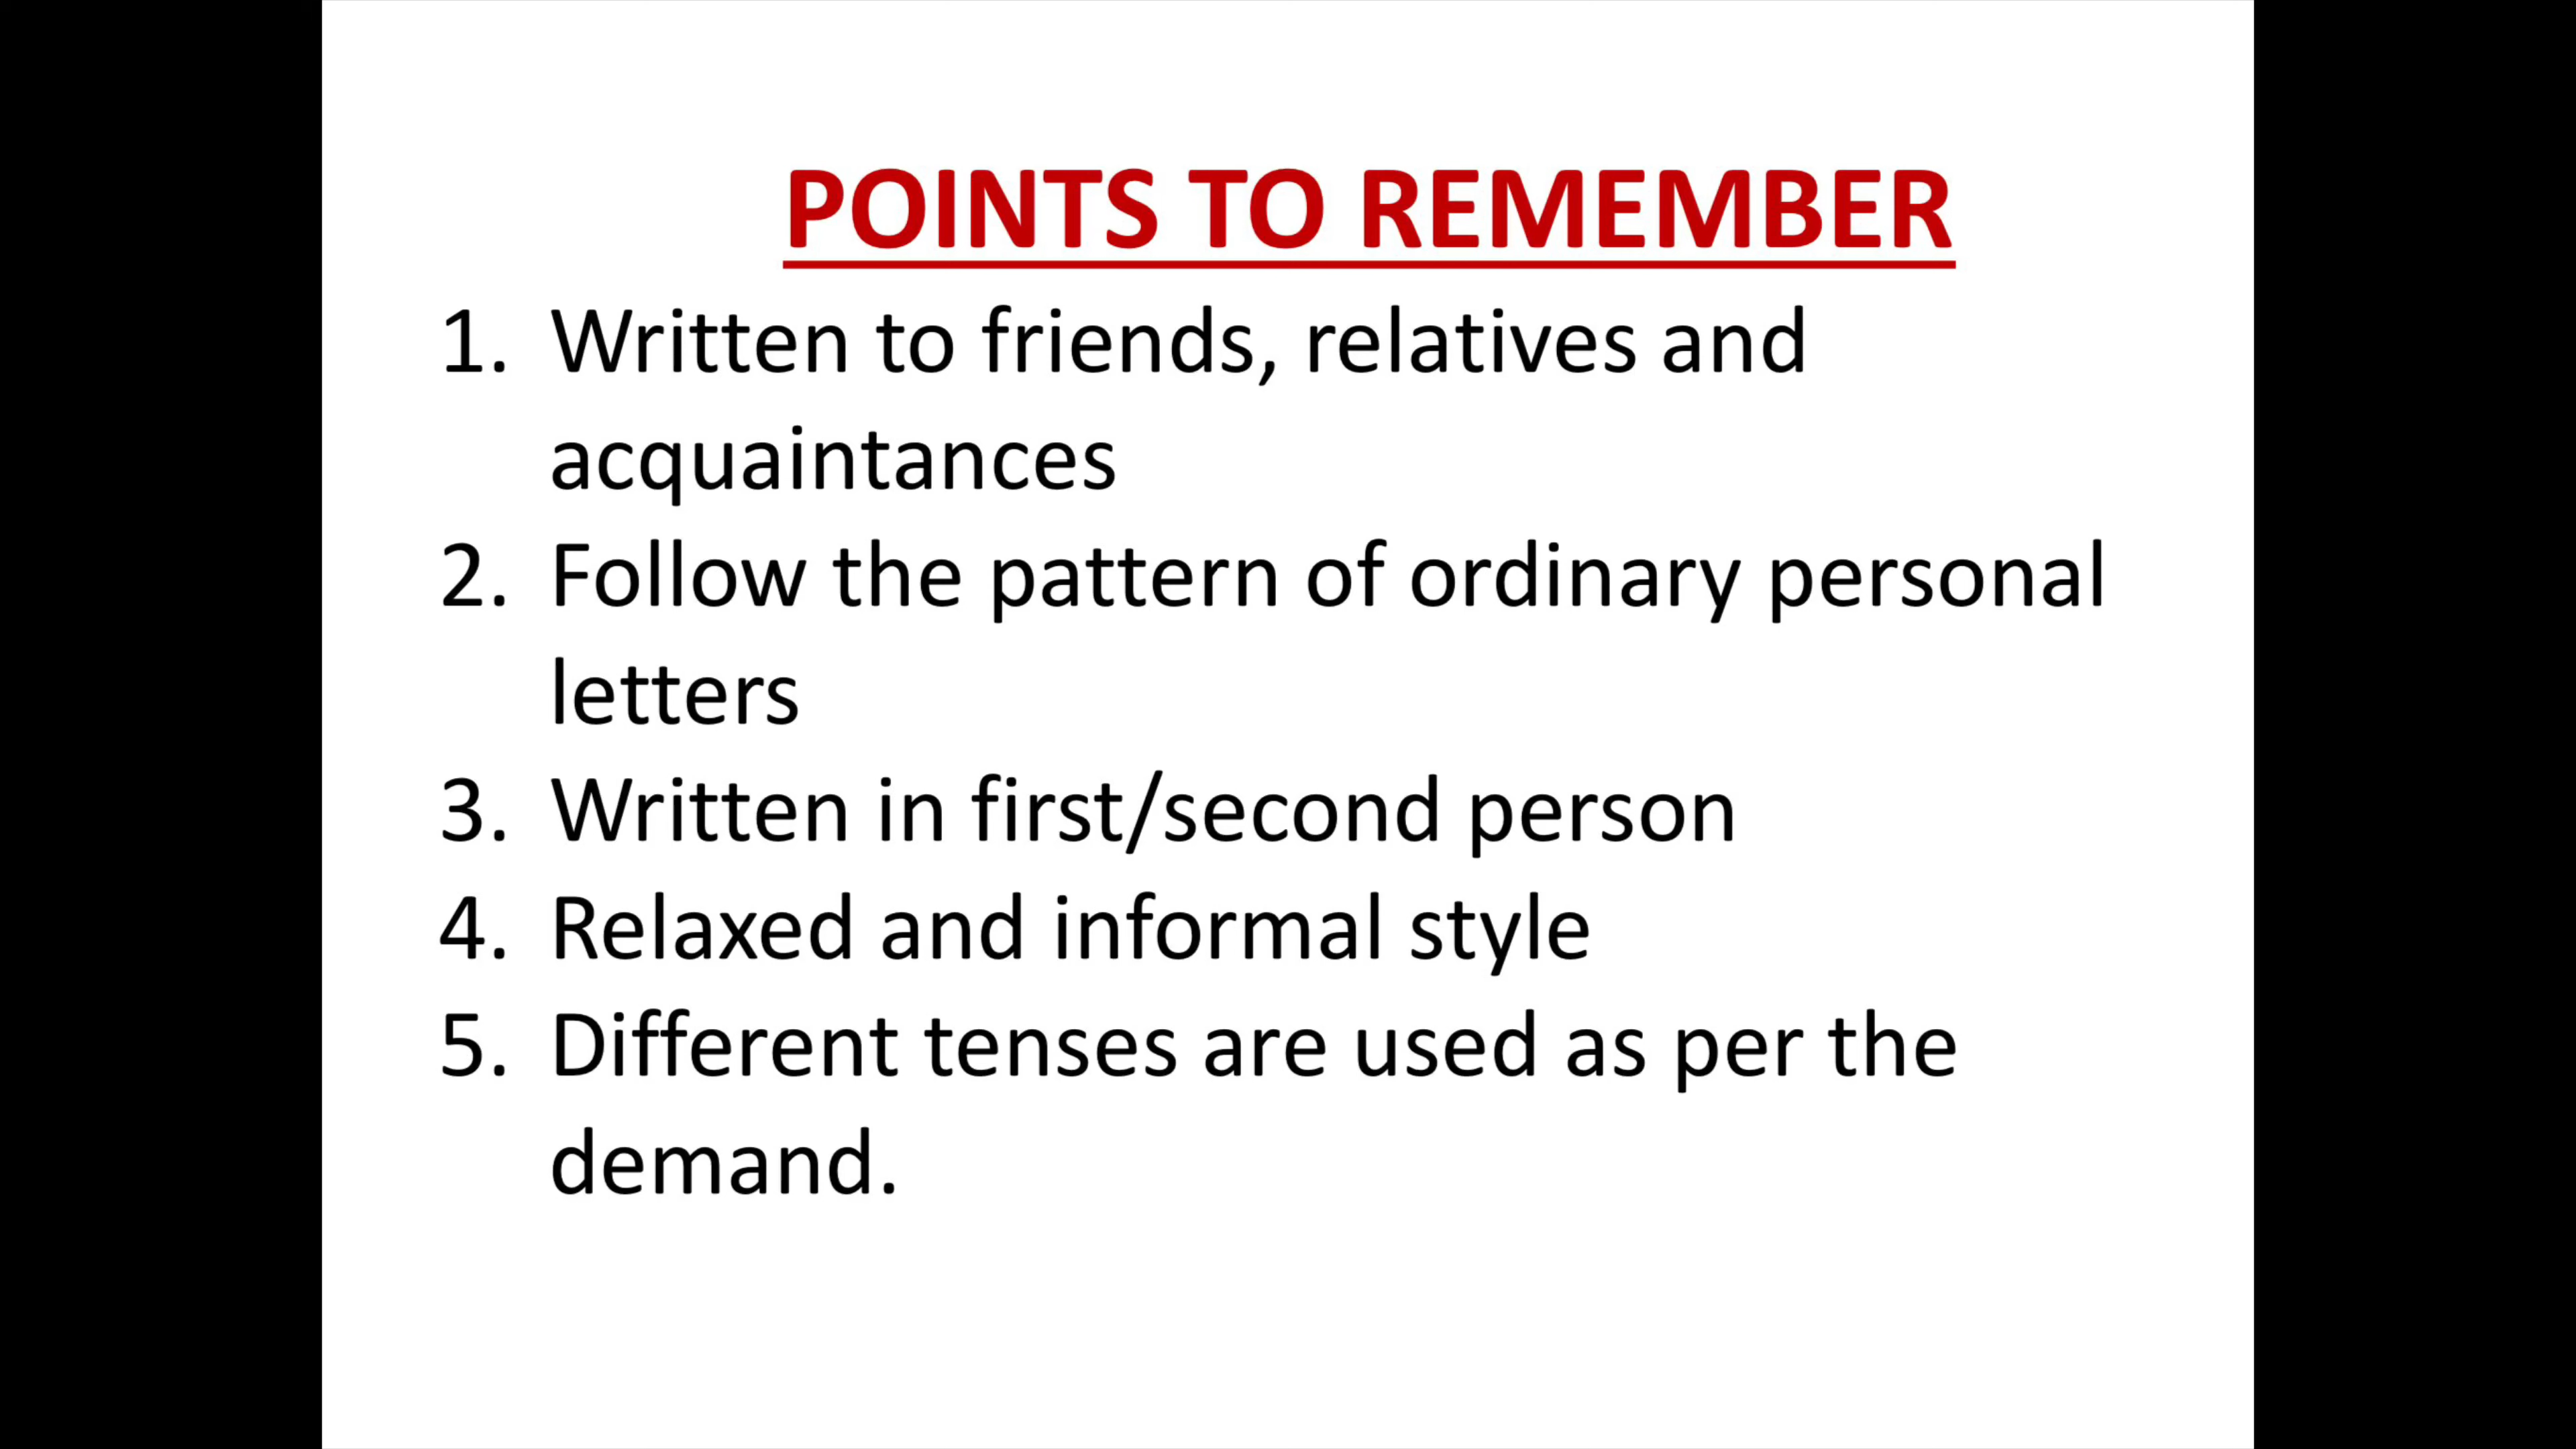 POINTS TO REMEMBER
1. Written to friends, relatives and
acquaintances
2. Follow the pattern of ordinary personal
letters
3. Written in first/second person
4. Relaxed and informal style
5. Different tenses are used as per the
demand.